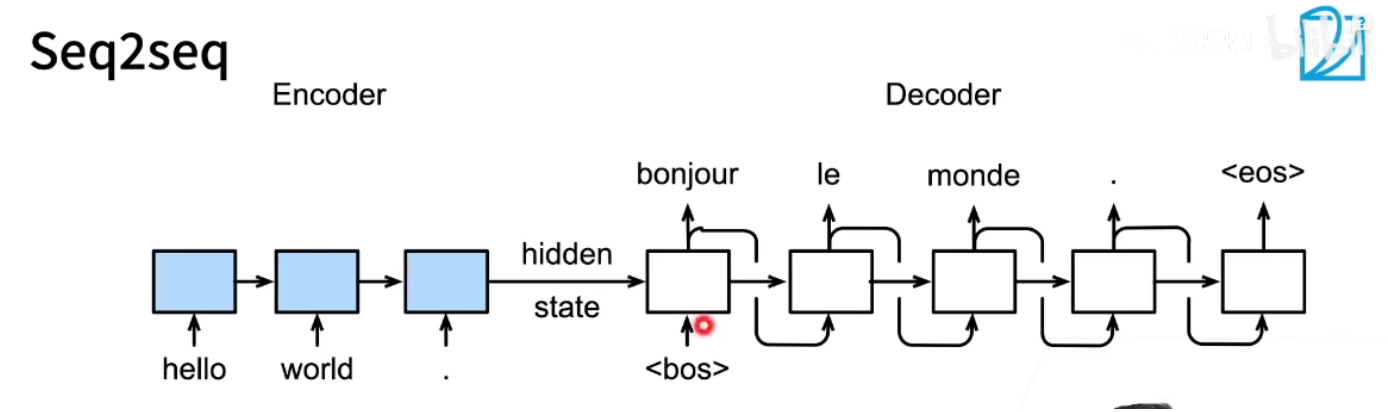 Seq2seq
Encoder
Decoder
bonjour le monde . <eos>
hidden
state
hello world . <bos>